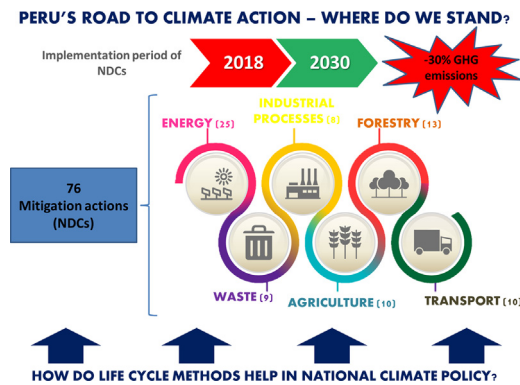 PERU'S ROAD TO CLIMATE ACTION – WHERE DO WE STAND?
Implementation period of
NDCs
2018
2030
-30% GHG
emissions
76
Mitigation actions
(NDCs)
ENERGY (25)
INDUSTRIAL
PROCESSES
FORESTRY (13)
WASTE (9)
AGRICULTURE (10)
TRANSPORT (10)
HOW DO LIFE CYCLE METHODS HELP IN NATIONAL CLIMATE POLICY?